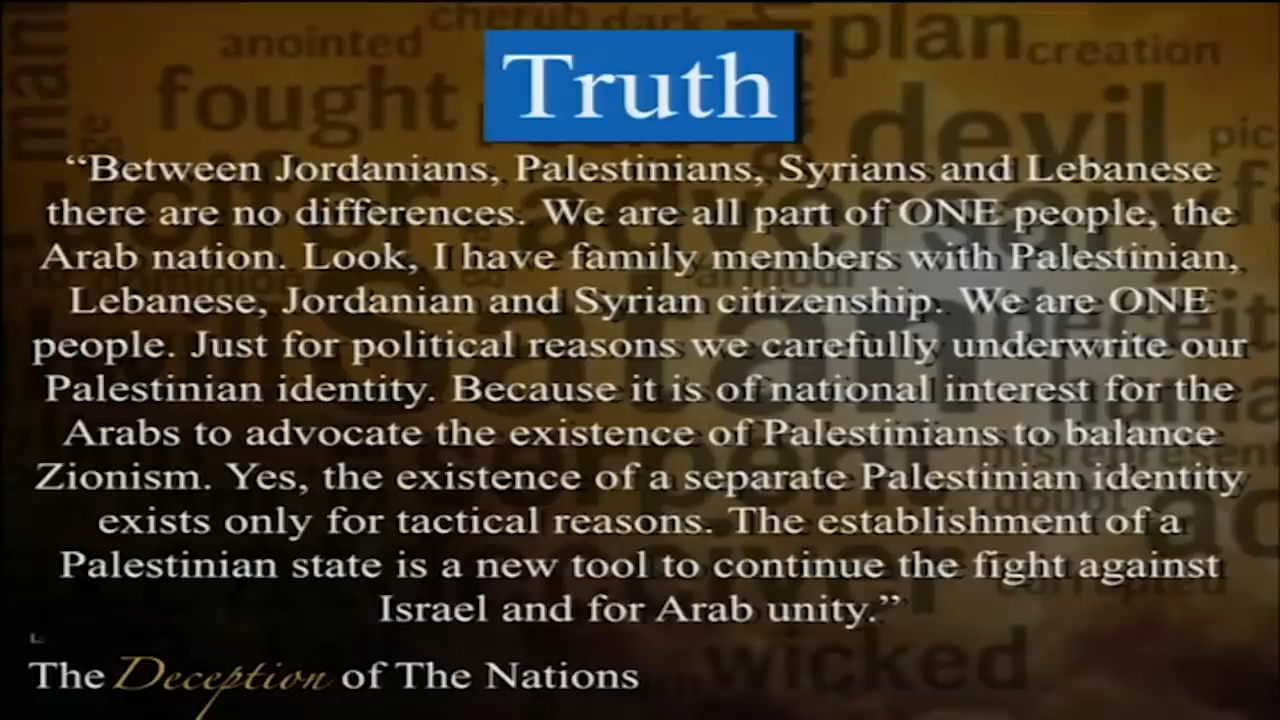 cherub dark
anointed
plan
creation
fought
devil
Truth
“Between Jordanians, Palestinians, Syrians and Lebanese
there are no differences. We are all part of ONE people, the
Arab nation. Look, I have family members with Palestinian,
Lebanese, Jordanian and Syrian citizenship. We are ONE
people. Just for political reasons we carefully underwrite our
Palestinian identity. Because it is of national interest for the
Arabs to advocate the existence of Palestinians to balance
Zionism. Yes, the existence of a separate Palestinian identity
exists only for tactical reasons. The establishment of a
Palestinian state is a new tool to continue the fight against
Israel and for Arab unity.”
wicked
The Deception of The Nations